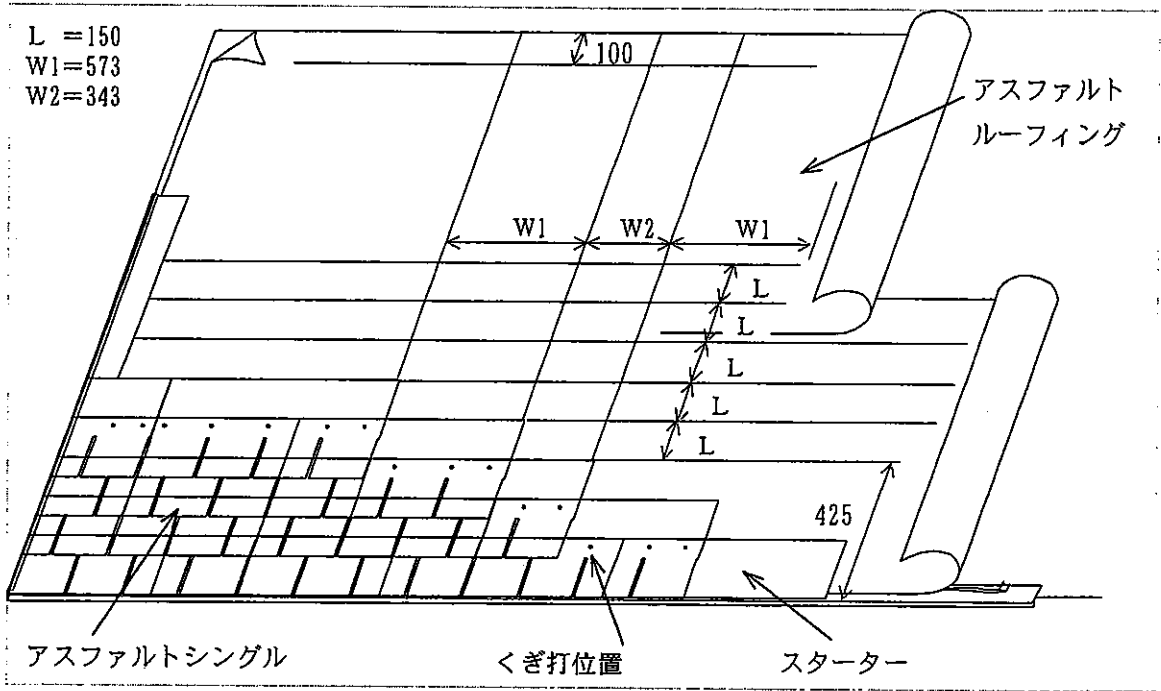 L =150
W1=573
W2=343
100
アスファルト
ルーフィング
W1
W2
W1
L
L
L
L
L
425
アスファルトシングル
くぎ打位置
スターター